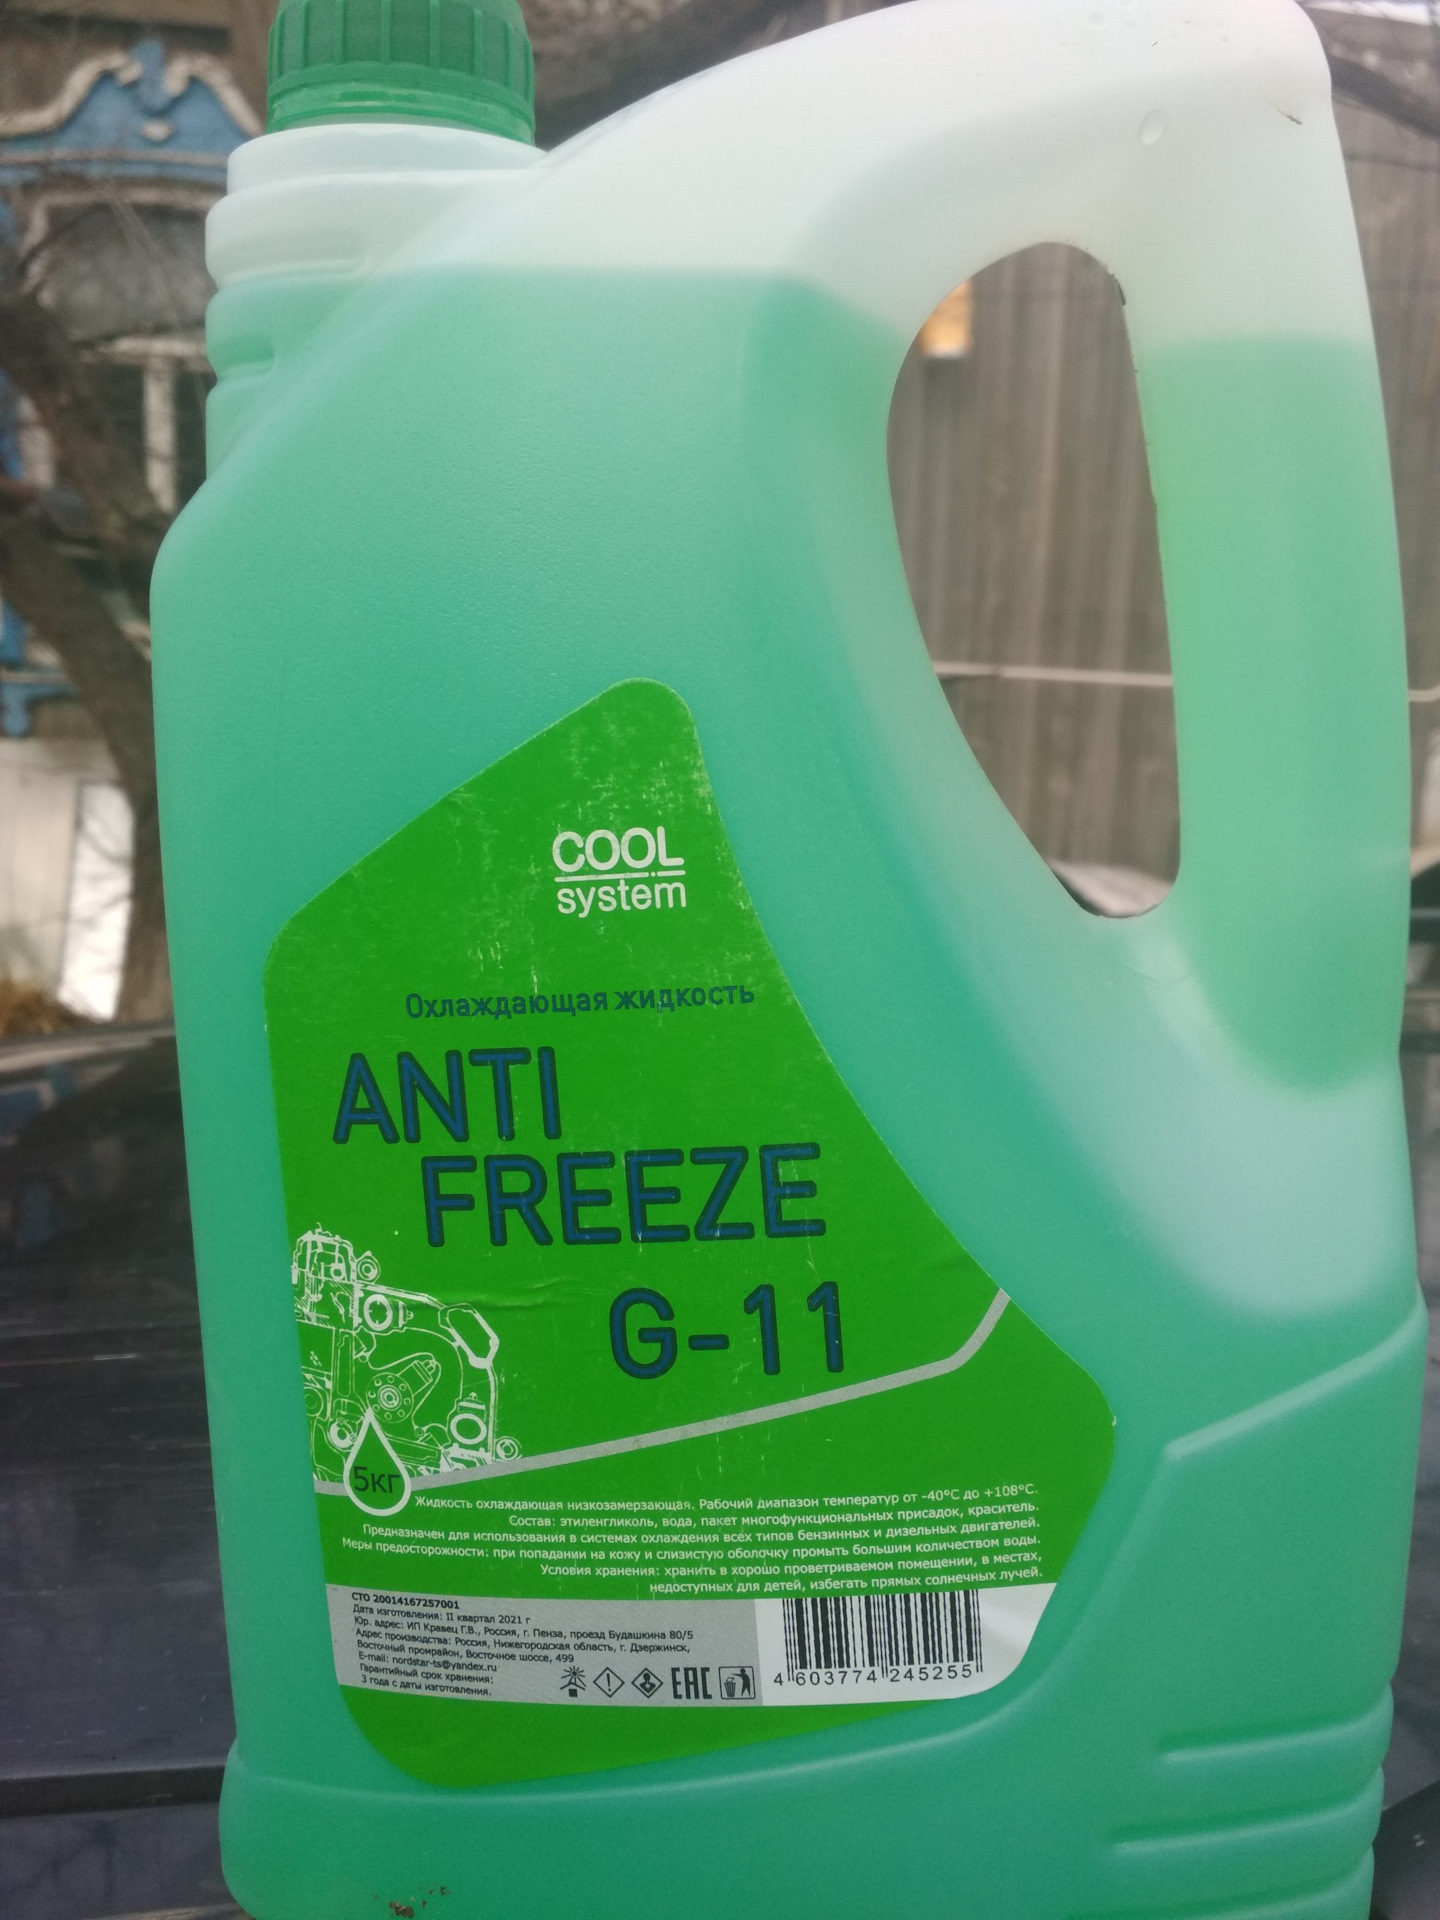 COOL
system
Охлаждающая жидкость
ANTI
FREEZE
G-11
5кг
Жидкость охлаждающая низкозамерзающая. Рабочий диапазон температур от -40°С до +108°С.
Состав: этиленгликоль, вода, пакет многофункциональных присадок, краситель.
Предназначен для использования в системах охлаждения всех типов бензинных и дизельных двигателей.
Меры предосторожности: при попадании на кожу и слизистую оболочку промыть большим количеством воды.
Условия хранения: хранить в хорошо проветриваемом помещении, в местах,
недоступных для детей, избегать прямых солнечных лучей.
СТО 20014167257001
Дата изготовления: II квартал 2021 г
Юр. адрес: ИП Кравец Г.В., Россия, г. Пенза, проезд Будашкина 80/5
Адрес производства: Россия, Нижегородская область, г. Дзержинск,
Восточный промрайон, Восточное шоссе, 499
E-mail: nordstar-ts@yandex.ru
Гарантийный срок хранения:
3 года с даты изготовления.
EAC
4 603774 245255